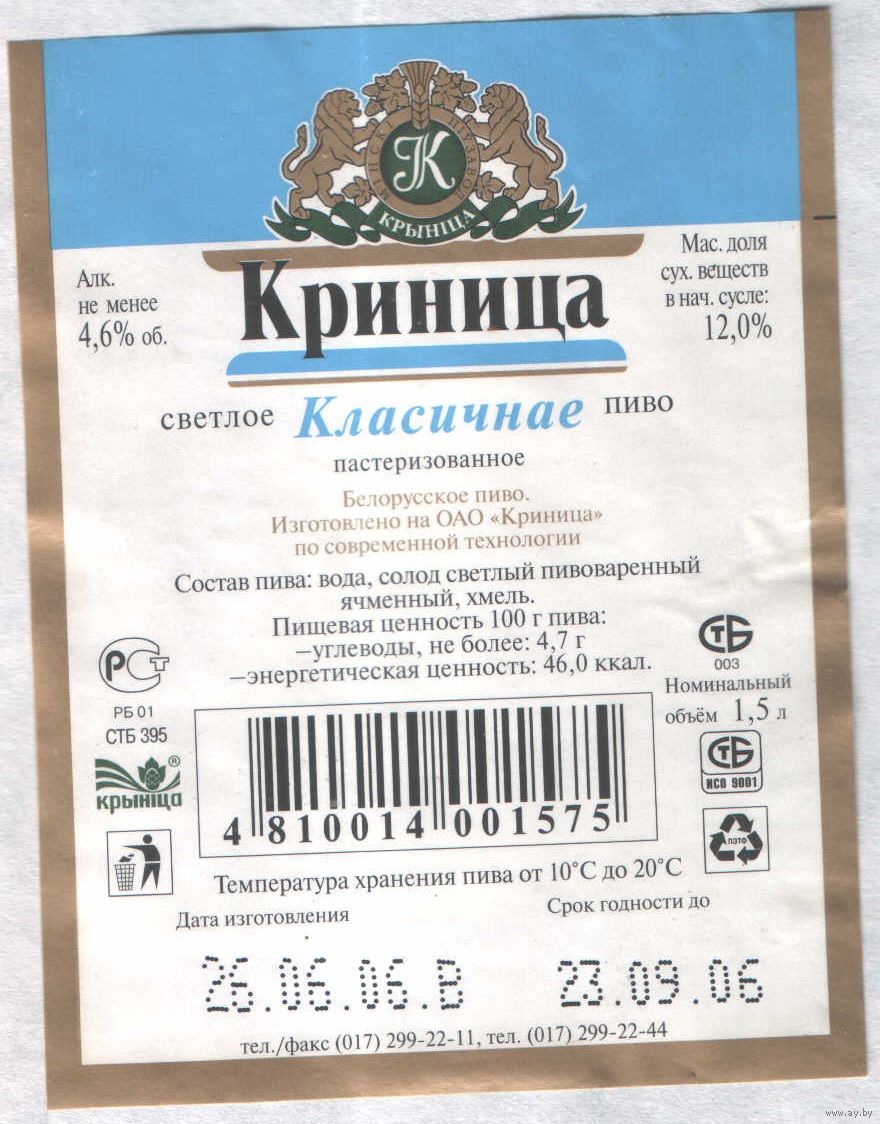 К
КРЫНІЦА
Алк.
не менее
4,6% об.
Мас. доля
сух. веществ
в нач. сусле:
12,0%
Криница
светлое Класичнае пиво
пастеризованное
Белорусское пиво.
Изготовлено на ОАО «Криница»
по современной технологии
Состав пива: вода, солод светлый пивоваренный
ячменный, хмель.
Пищевая ценность 100 г пива:
–углеводы, не более: 4,7 г
–энергетическая ценность: 46,0 ккал.
РСТ
РБ 01
СТБ 395
крыніца®
СТБ
003
Номинальный
объём 1,5 л
СТБ
ИСО 9001
ПЭТФ
4 810014 001575
Температура хранения пива от 10°С до 20°С
Дата изготовления
Срок годности до
26.06.06.В
23.09.06
тел./факс (017) 299-22-11, тел. (017) 299-22-44
www.ay.by